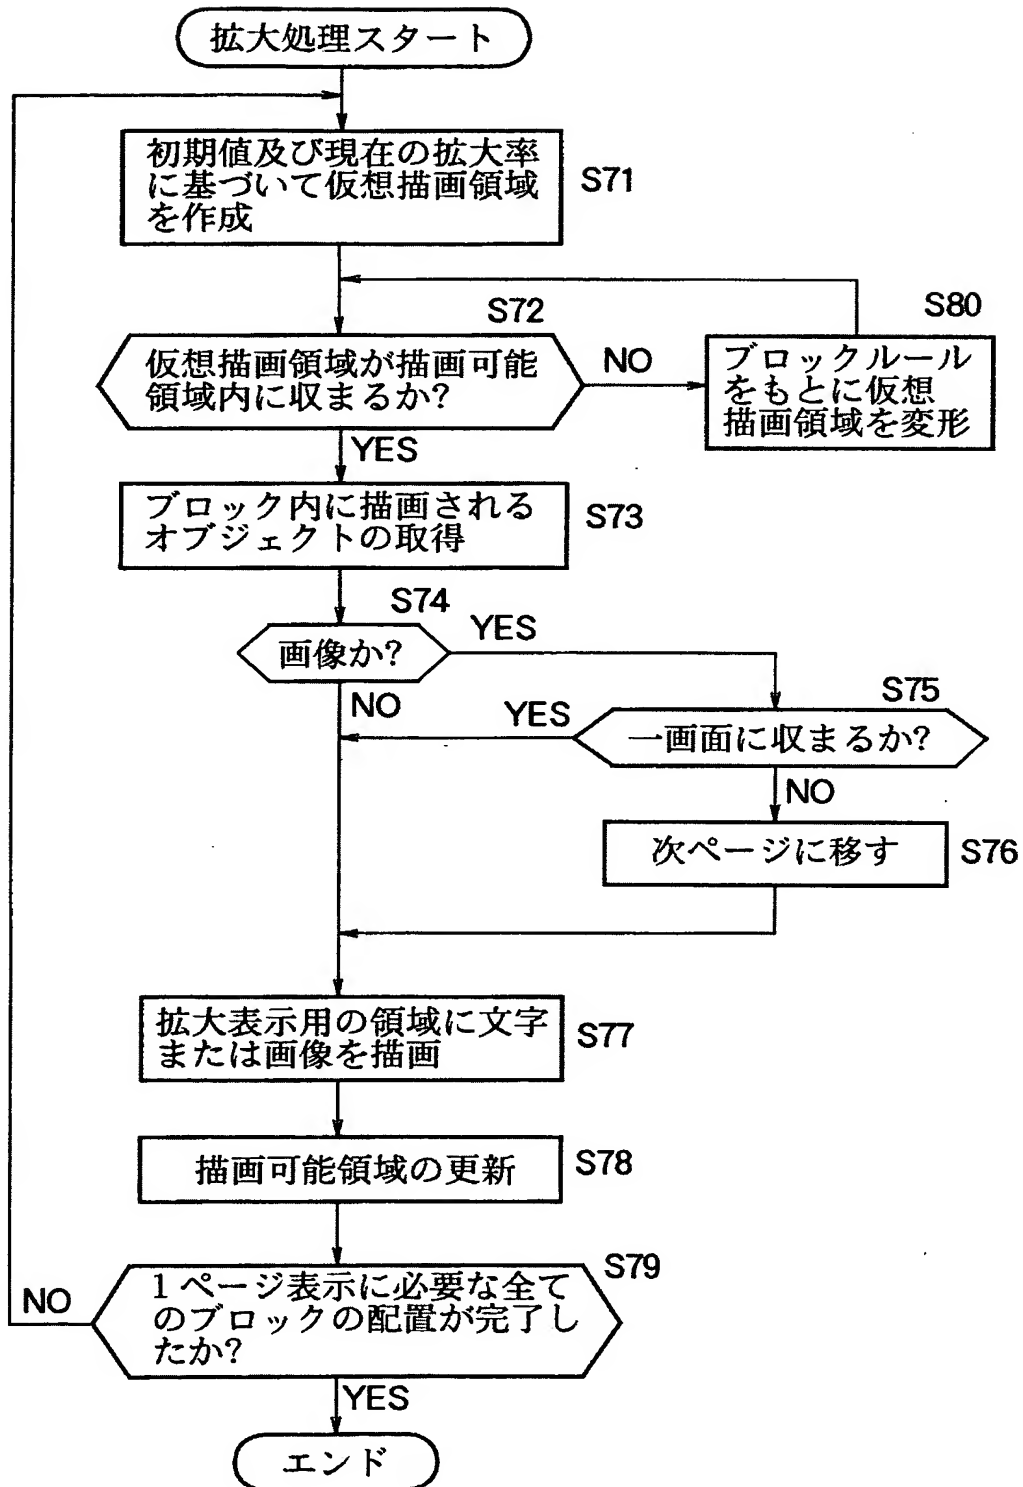 拡大処理スタート
初期値及び現在の拡大率
に基づいて仮想描画領域
を作成
S71
S72
仮想描画領域が描画可能
領域内に収まるか?
NO
S80
ブロックルール
をもとに仮想
描画領域を変形
YES
ブロック内に描画される
オブジェクトの取得
S73
S74
画像か?
YES
NO
S75
一画面に収まるか?
YES
NO
次ページに移す
S76
拡大表示用の領域に文字
または画像を描画
S77
描画可能領域の更新
S78
S79
1ページ表示に必要な全て
のブロックの配置が完了し
たか?
NO
YES
エンド